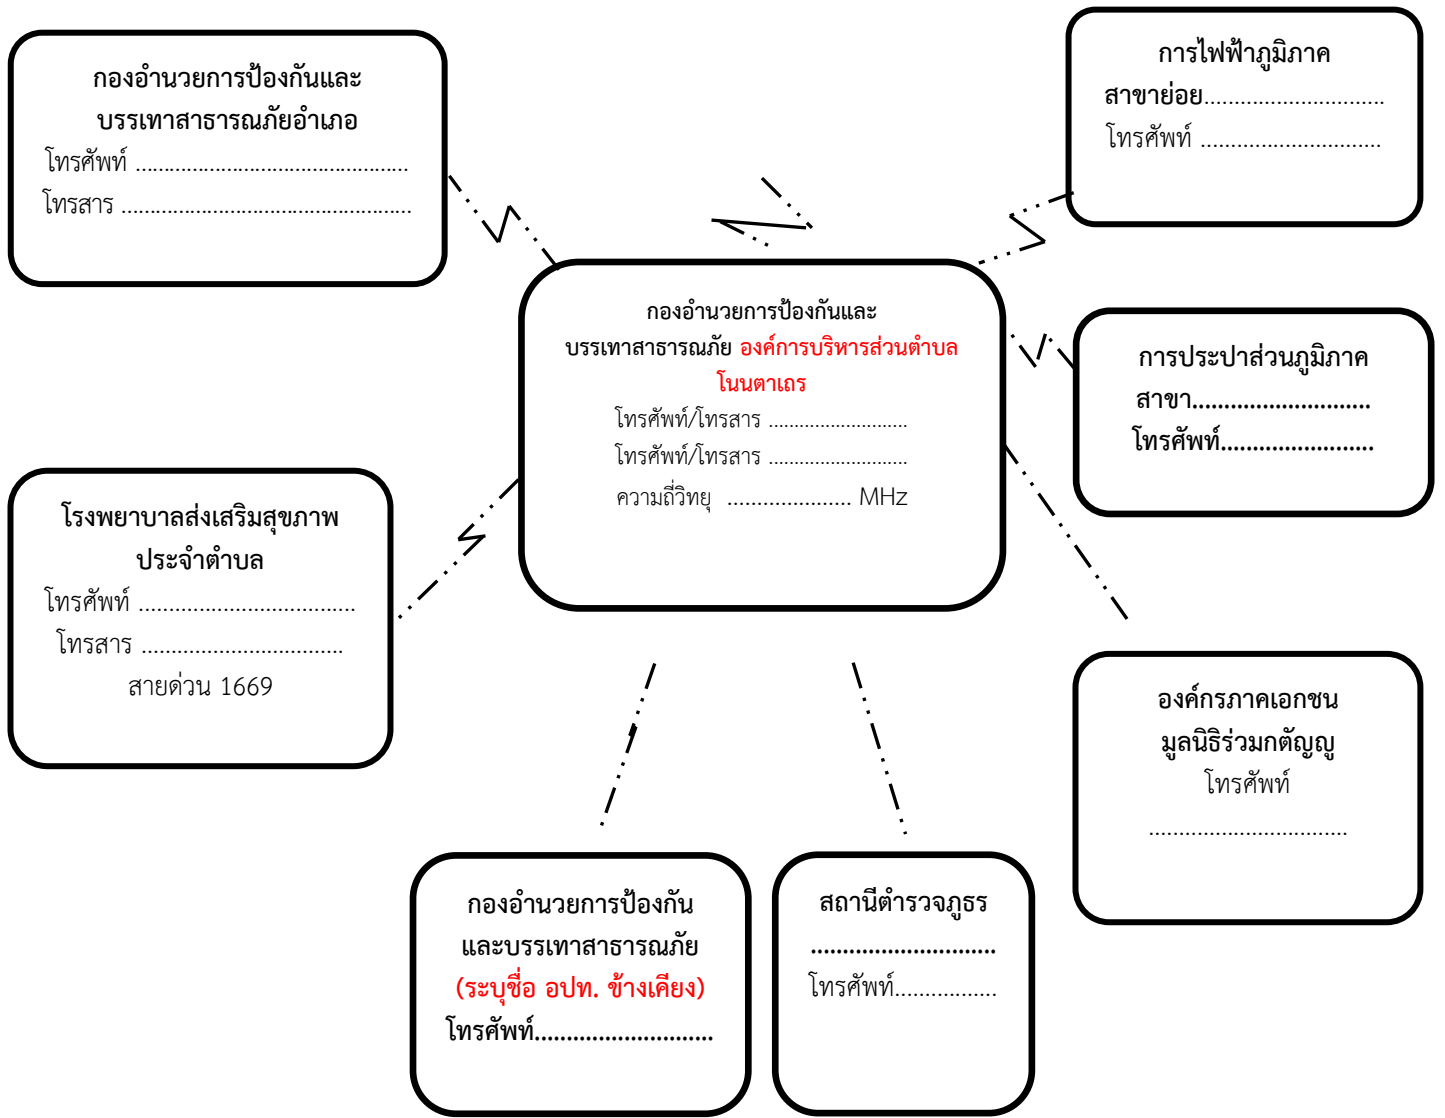 กองอำนวยการป้องกันและ
บรรเทาสาธารณภัยอำเภอ
โทรศัพท์ ...............................................
โทรสาร ..................................................
การไฟฟ้าภูมิภาค
สาขาย่อย..............................
โทรศัพท์ ..............................
กองอำนวยการป้องกันและ
บรรเทาสาธารณภัย องค์การบริหารส่วนตำบล
โนนตาเถร
โทรศัพท์/โทรสาร ...........................
โทรศัพท์/โทรสาร ...........................
ความถี่วิทยุ ..................... MHz
การประปาส่วนภูมิภาค
สาขา............................
โทรศัพท์........................
โรงพยาบาลส่งเสริมสุขภาพ
ประจำตำบล
โทรศัพท์ ....................................
โทรสาร ..................................
สายด่วน 1669
องค์กรภาคเอกชน
มูลนิธิร่วมกตัญญู
โทรศัพท์
.................................
กองอำนวยการป้องกัน
และบรรเทาสาธารณภัย
(ระบุชื่อ อปท. ข้างเคียง)
โทรศัพท์............................
สถานีตำรวจภูธร
.............................
โทรศัพท์.................